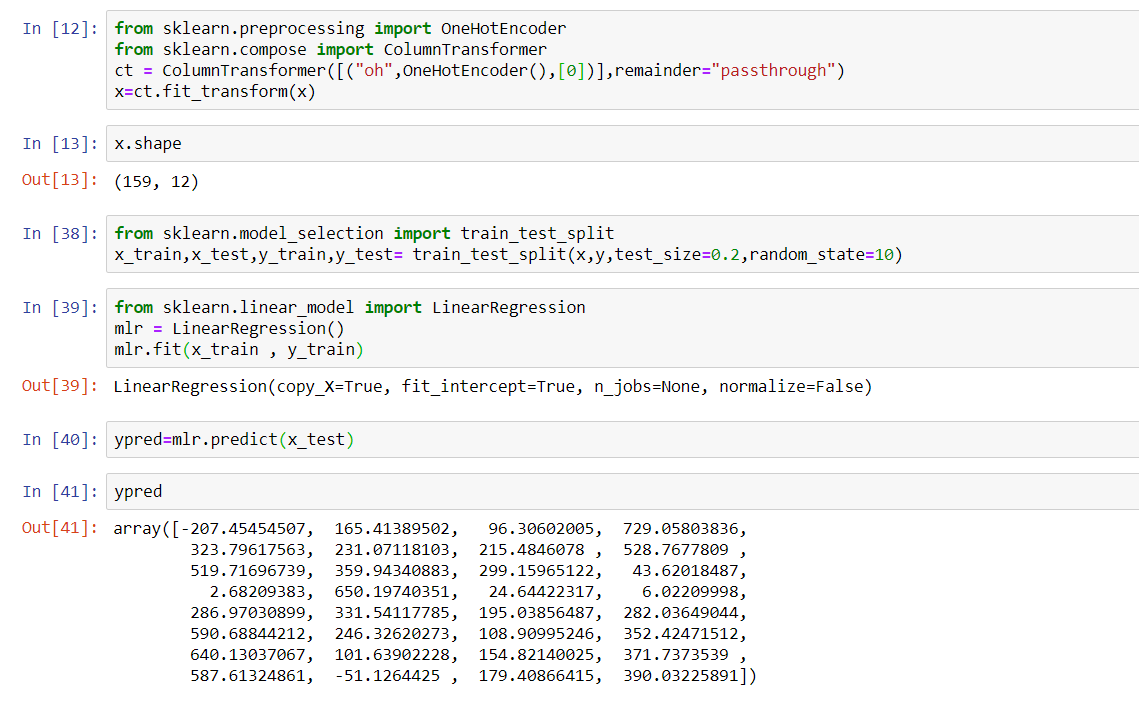 In [12]: from sklearn.preprocessing import OneHotEncoder
from sklearn.compose import ColumnTransformer
ct = ColumnTransformer([("oh",OneHotEncoder(),[0])],remainder="passthrough")
x=ct.fit_transform(x)
In [13]: x.shape
Out[13]: (159, 12)
In [38]: from sklearn.model_selection import train_test_split
x_train,x_test,y_train,y_test= train_test_split(x,y,test_size=0.2,random_state=10)
In [39]: from sklearn.linear_model import LinearRegression
mlr = LinearRegression()
mlr.fit(x_train , y_train)
Out[39]: LinearRegression(copy_X=True, fit_intercept=True, n_jobs=None, normalize=False)
In [40]: ypred=mlr.predict(x_test)
In [41]: ypred
Out[41]: array([-207.45454507, 165.41389502, 96.30602005, 729.05803836,
323.79617563, 231.07118103, 215.4846078 , 528.7677809 ,
519.71696739, 359.94340883, 299.15965122, 43.62018487,
2.68209383, 650.19740351, 24.64422317, 6.02209998,
286.97030899, 331.54117785, 195.03856487, 282.03649044,
590.68844212, 246.32620273, 108.90995246, 352.42471512,
640.13037067, 101.63902228, 154.82140025, 371.7373539 ,
587.61324861, -51.1264425 , 179.40866415, 390.03225891])